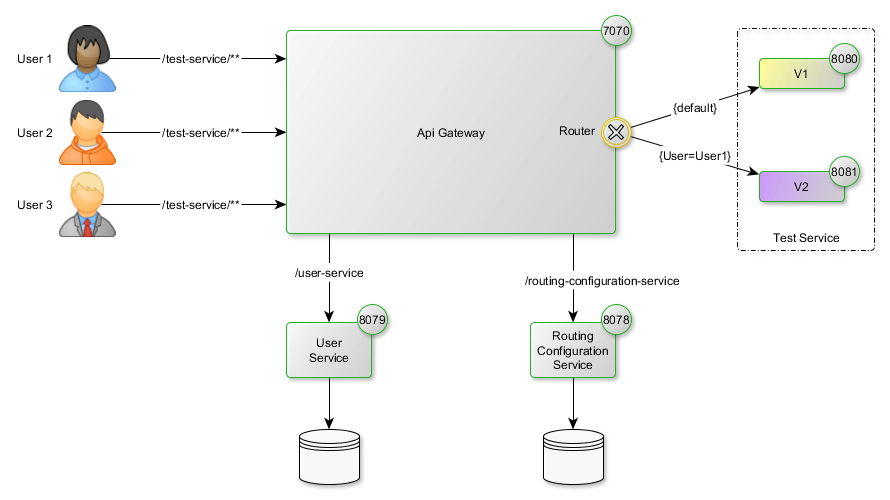 7070
8080
User 1
/test-service/**
V1
{default}
User 2
/test-service/**
Api Gateway
Router
{User=User1}
8081
V2
User 3
/test-service/**
Test Service
/user-service
/routing-configuration-service
8079
8078
User
Service
Routing
Configuration
Service